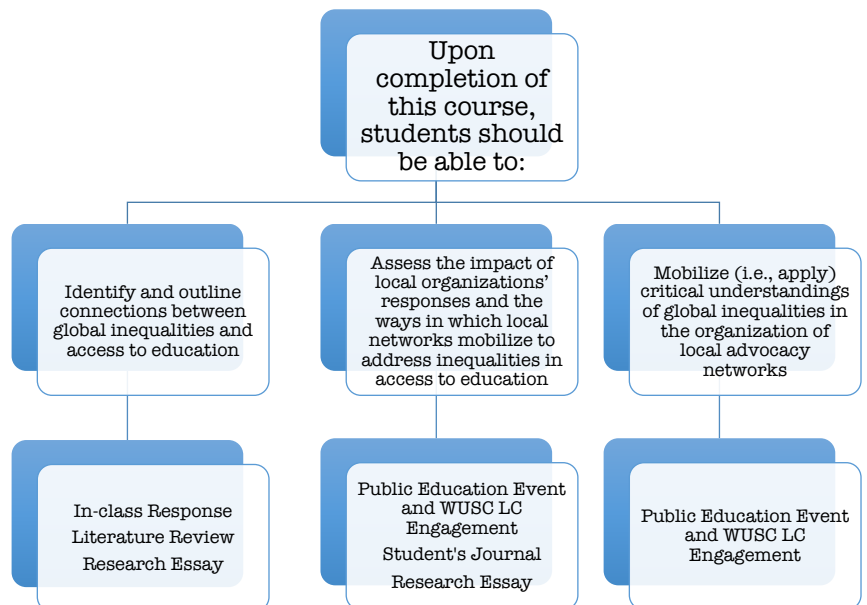 Upon
completion of
this course,
students should
be able to:
Identify and outline
connections between
global inequalities and
access to education
Assess the impact of
local organizations’
responses and the
ways in which local
networks mobilize to
address inequalities in
access to education
Mobilize (i.e., apply)
critical understandings
of global inequalities in
the organization of
local advocacy
networks
In-class Response
Literature Review
Research Essay
Public Education Event
and WUSC LC
Engagement
Student's Journal
Research Essay
Public Education Event
and WUSC LC
Engagement